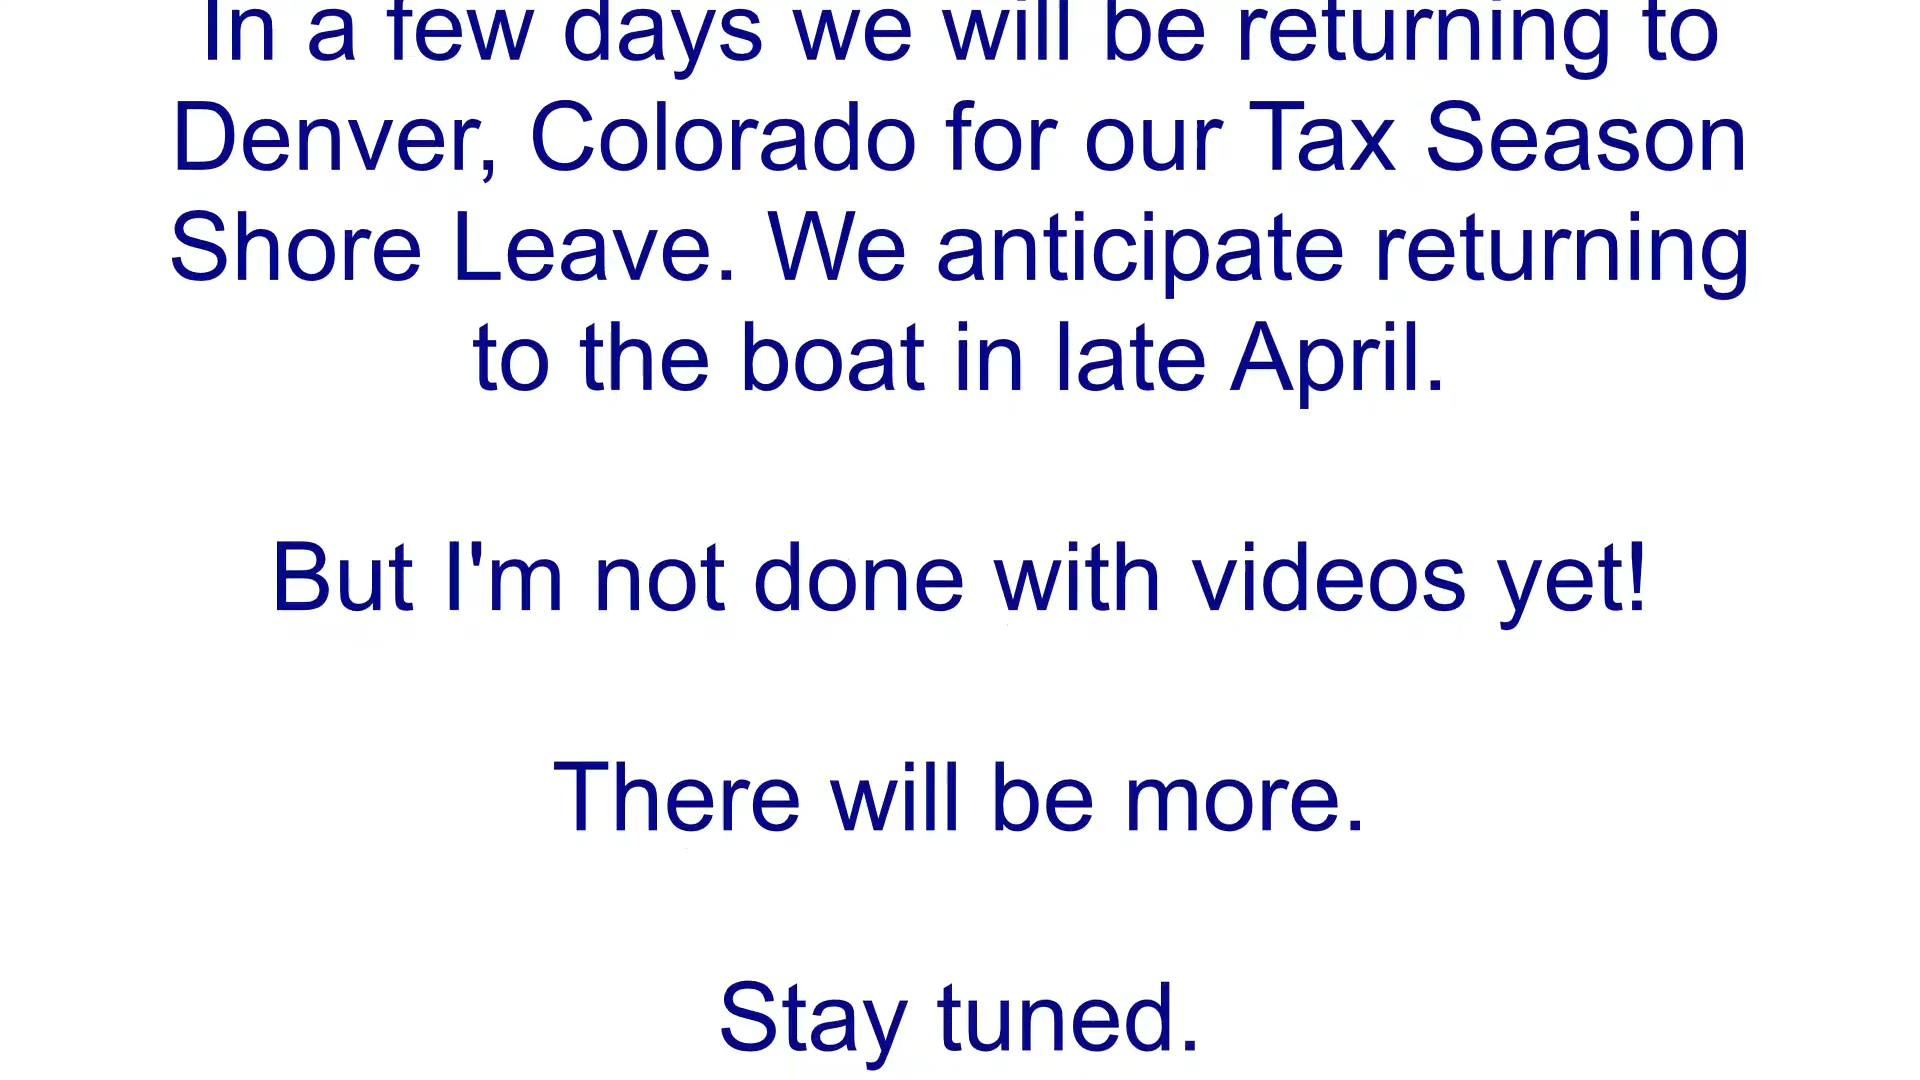 In a few days we will be returning to
Denver, Colorado for our Tax Season
Shore Leave. We anticipate returning
to the boat in late April.
But I'm not done with videos yet!
There will be more.
Stay tuned.